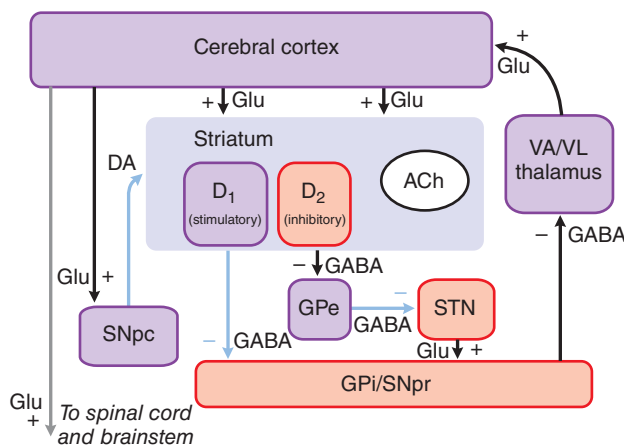 Cerebral cortex
+
Glu
+ Glu
+ Glu
Striatum
VA/VL
thalamus
DA
D1
(stimulatory)
D2
(inhibitory)
ACh
– GABA
– GABA
Glu +
GPe
–
GABA
STN
SNpc
– GABA
Glu +
GPi/SNpr
Glu
+
To spinal cord
and brainstem